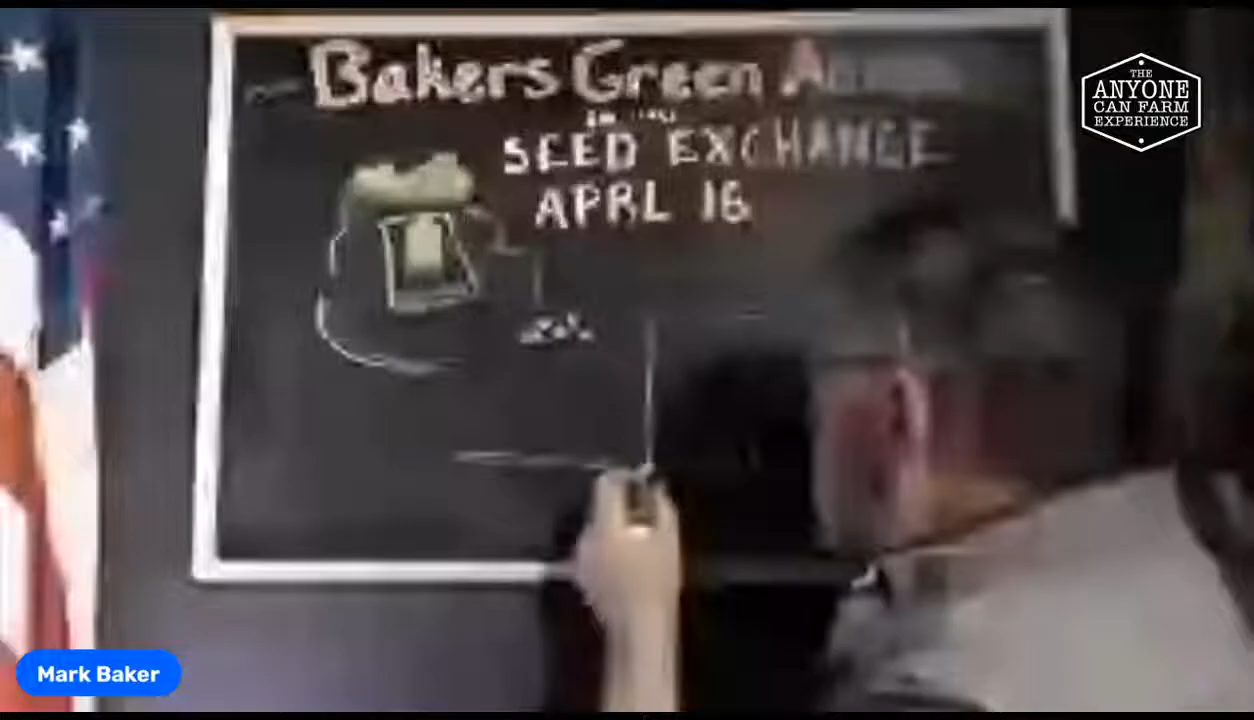 Bakers Green
SEED EXCHANGE
APRL 16
THE
ANYONE
CAN FARM
EXPERIENCE
Mark Baker